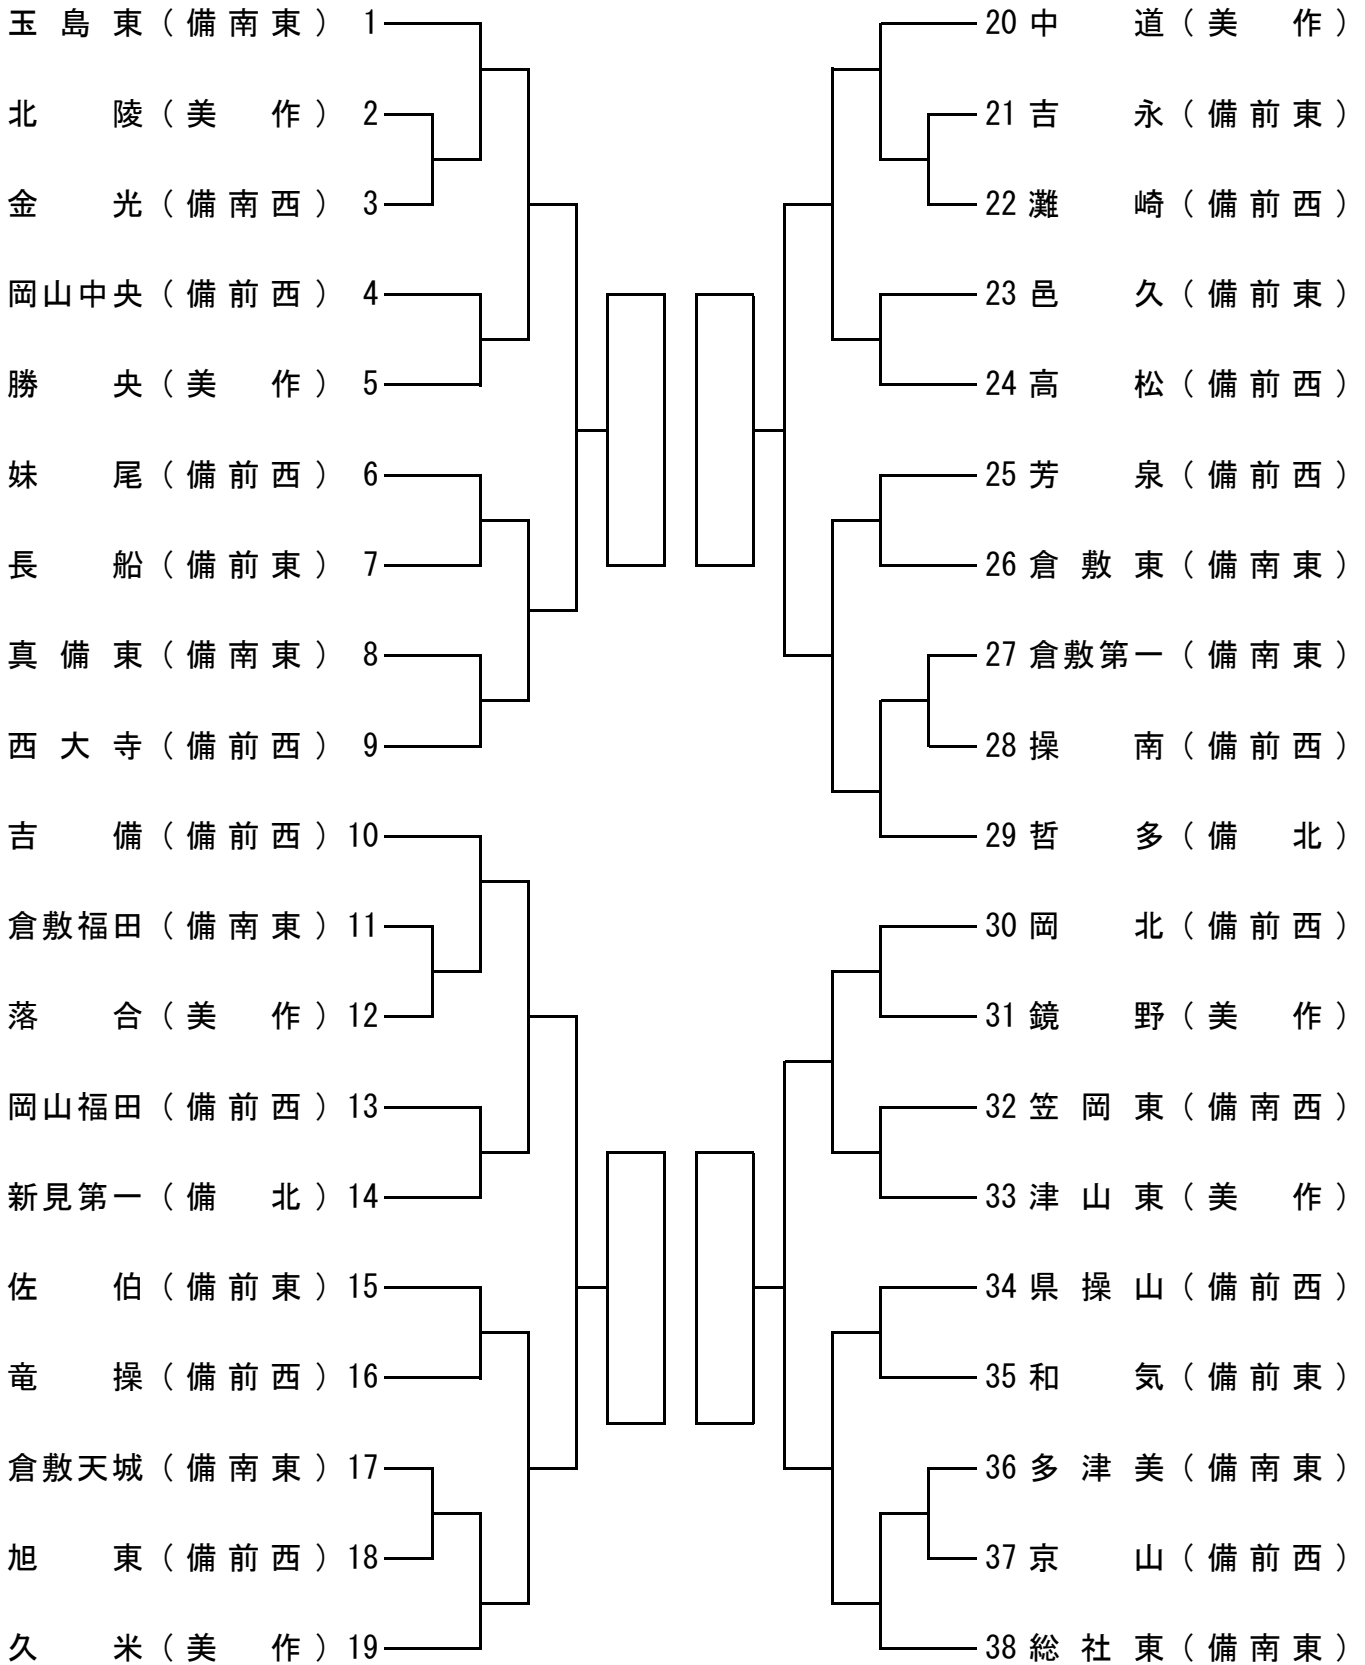 玉島東（備南東） 1
北陵（美作） 2
金光（備南西） 3
岡山中央（備前西） 4
勝央（美作） 5
妹尾（備前西） 6
長船（備前東） 7
真備東（備南東） 8
西大寺（備前西） 9
吉備（備前西） 10
倉敷福田（備南東） 11
落合（美作） 12
岡山福田（備前西） 13
新見第一（備北） 14
佐伯（備前東） 15
竜操（備前西） 16
倉敷天城（備南東） 17
旭東（備前西） 18
久米（美作） 19
20 中道（美作）
21 吉永（備前東）
22 灘崎（備前西）
23 邑久（備前東）
24 高松（備前西）
25 芳泉（備前西）
26 倉敷東（備南東）
27 倉敷第一（備南東）
28 操南（備前西）
29 哲多（備北）
30 岡北（備前西）
31 鏡野（美作）
32 笠岡東（備南西）
33 津山東（美作）
34 県操山（備前西）
35 和気（備前東）
36 多津美（備南東）
37 京山（備前西）
38 総社東（備南東）